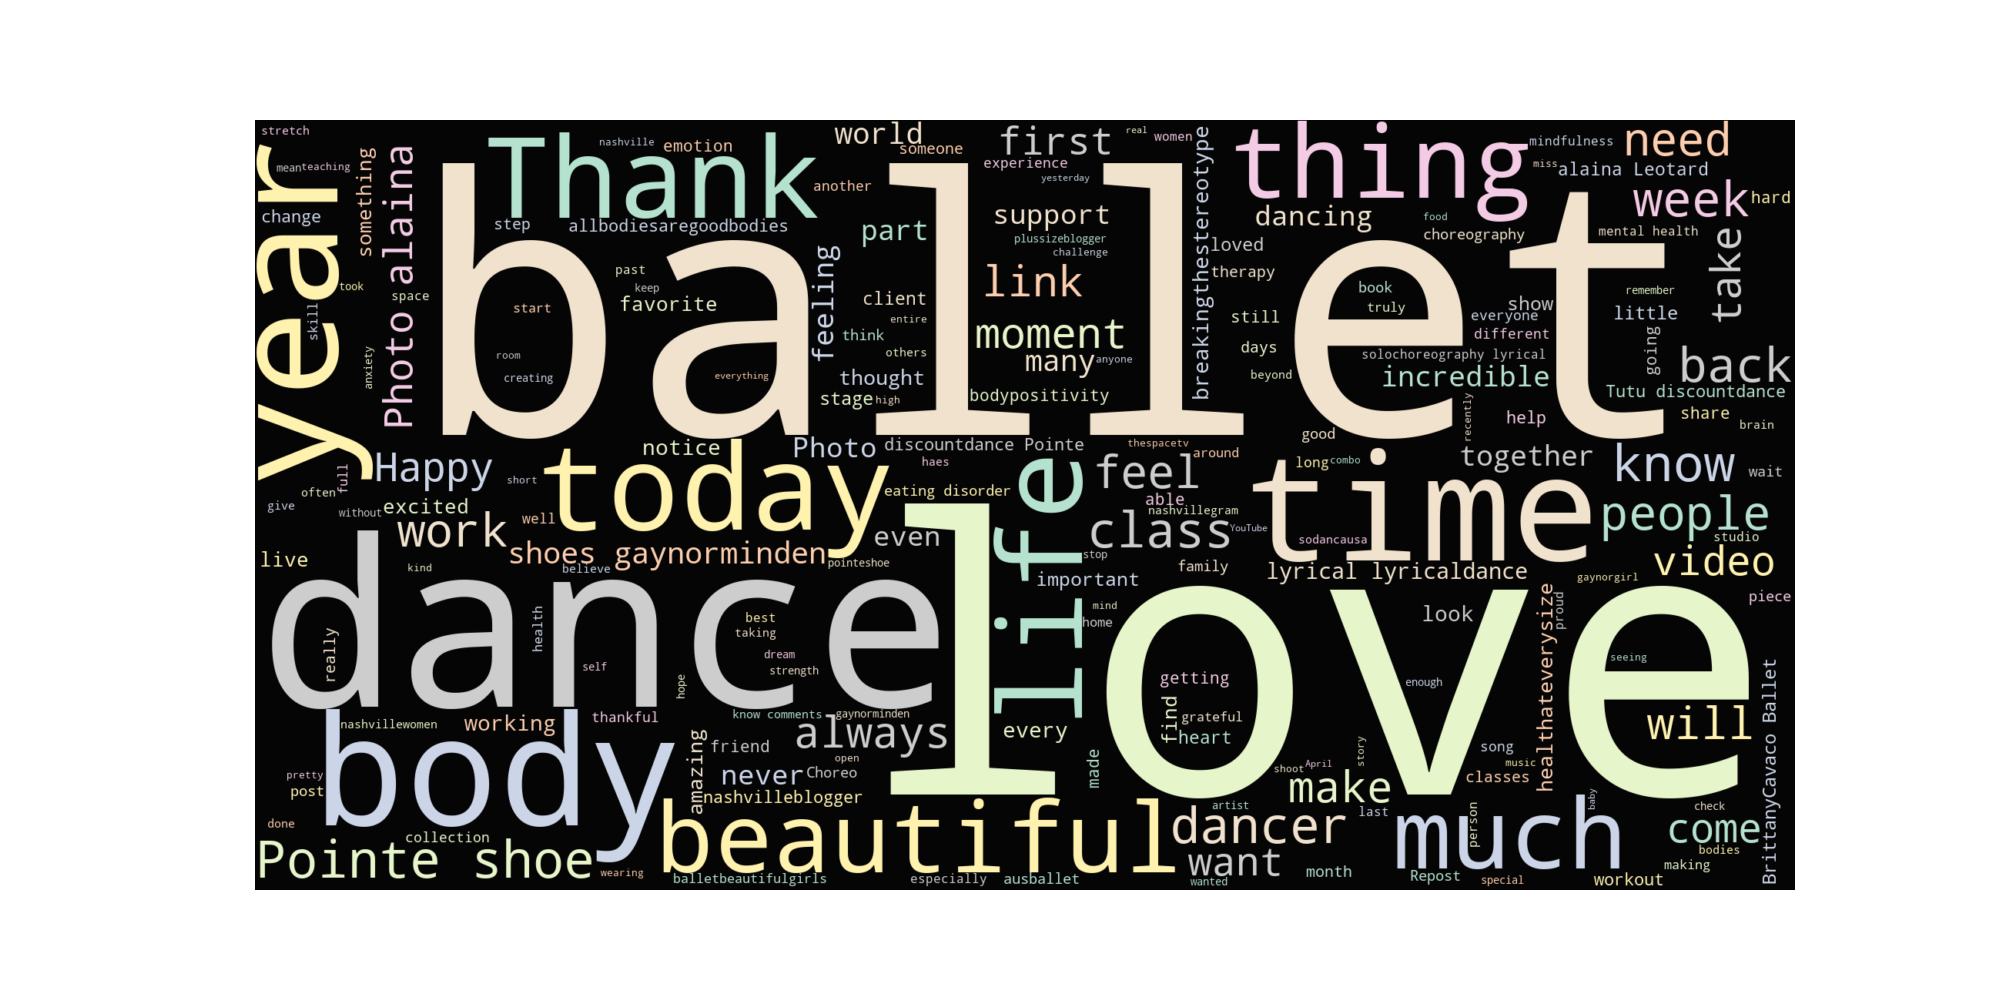 stretch
nashville
emotion
world
someone
first
real
women
thing
mindfulness
need
mean
teaching
something
Thank
another
experience
yesterday
miss
alaina Leotard
year
change
Photo alaina
step
allbodiesaregoodbodies
part
support
plussizeblogger
challenge
breakingthestereotype
dancing
loved
food
choreography
week
hard
mental health
take
took
space
skill
past
keep
start
favorite
feeling
client
entire
think
others
link
moment
many
anyone
therapy
book
truly
still
days
beyond
show
everyone
different
remember
little
going
ballet
anxiety
room
creating
everything
thought
stage
high
bodypositivity
solochoreography lyrical
incredible
back
Tutu discountdance
help
recently
share
brain
notice
Photo
discountdance Pointe
haes
thespacetv
around
good
long
combo
together
know
wait
Happy
full
short
today
eating disorder
feel
able
nashvillegram
time
people
studio
often
give
without
excited
work
well
even
life
class
YouTube
sodancausa
video
live
kind
shoes gaynorminden
believe
pointeshoe
stop
important
family
lyrical lyricaldance
gaynorgirl
piece
dance
health
best
taking
dream
strength
self
really
hope
mind
home
love
look
healthateverysize
proud
seeing
getting
enough
nashvillewomen
working
thankful
know comments
gaynorminden
always
every
find
grateful
heart
will
BrittanyCavaco Ballet
body
amazing
friend
open
never
Choreo
made
story
song
music
shoot
April
classes
pretty
post
nashvilleblogger
make
baby
check
done
collection
beautiful
artist
last
dancer
person
much
come
bodies
Pointe shoe
wearing
balletbeautifulgirls
especially
ausballet
want
wanted
month
Repost
special
making
workout